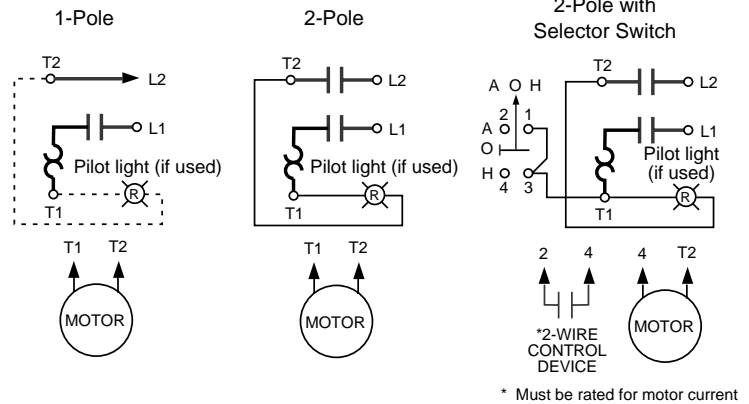 1-Pole
T2
L2
L1
Pilot light (if used)
R
T1
T1 T2
MOTOR
2-Pole
T2
L2
L1
Pilot light (if used)
R
T1
T1 T2
MOTOR
2-Pole with
Selector Switch
A O H
T2
L2
2 1
A
L1
O
Pilot light
(if used)
H
4 3
R
T1
2 4 4 T2
MOTOR
*2-WIRE
CONTROL
DEVICE
* Must be rated for motor current